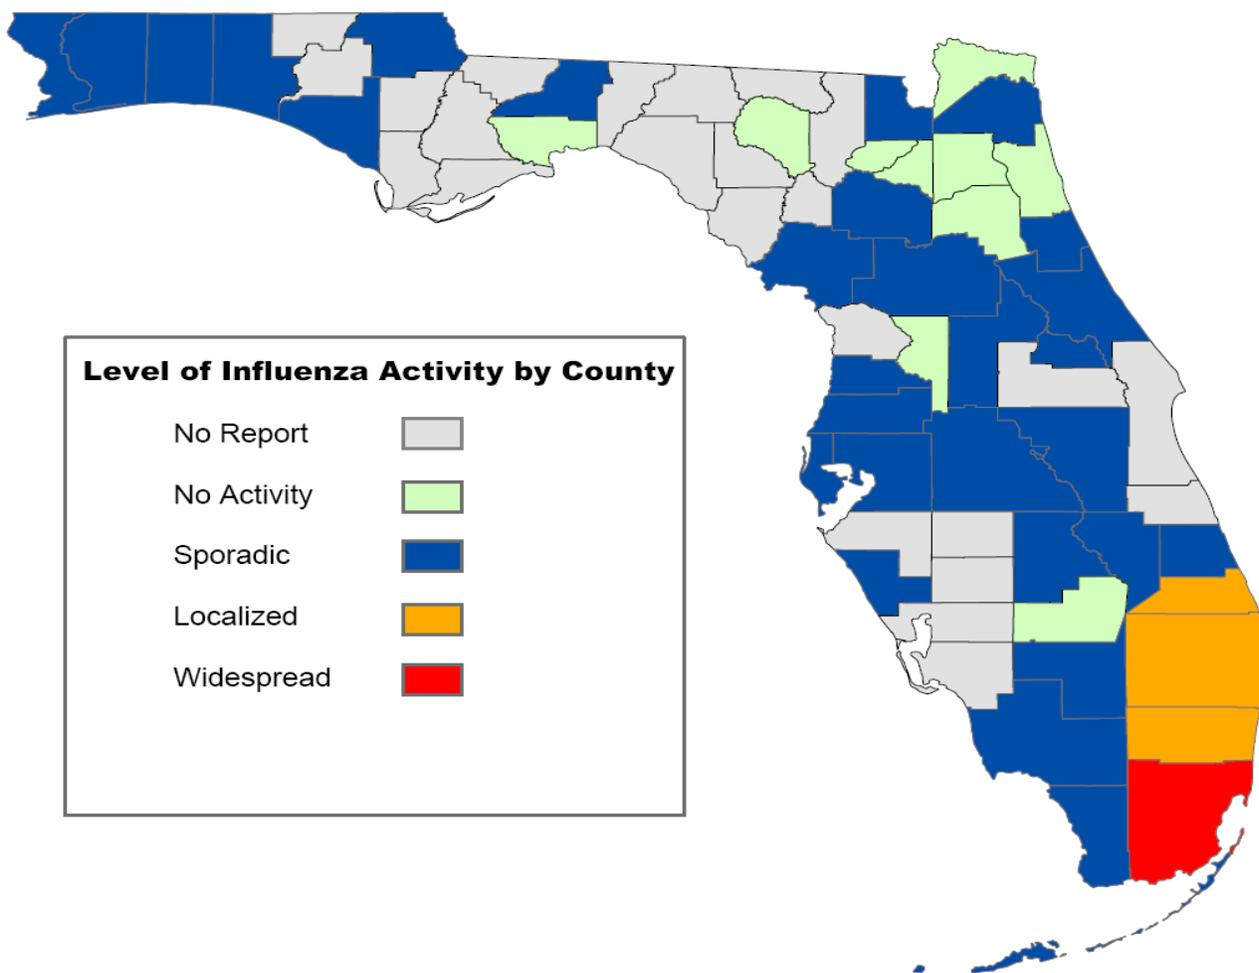 Level of Influenza Activity by County
No Report
No Activity
Sporadic
Localized
Widespread